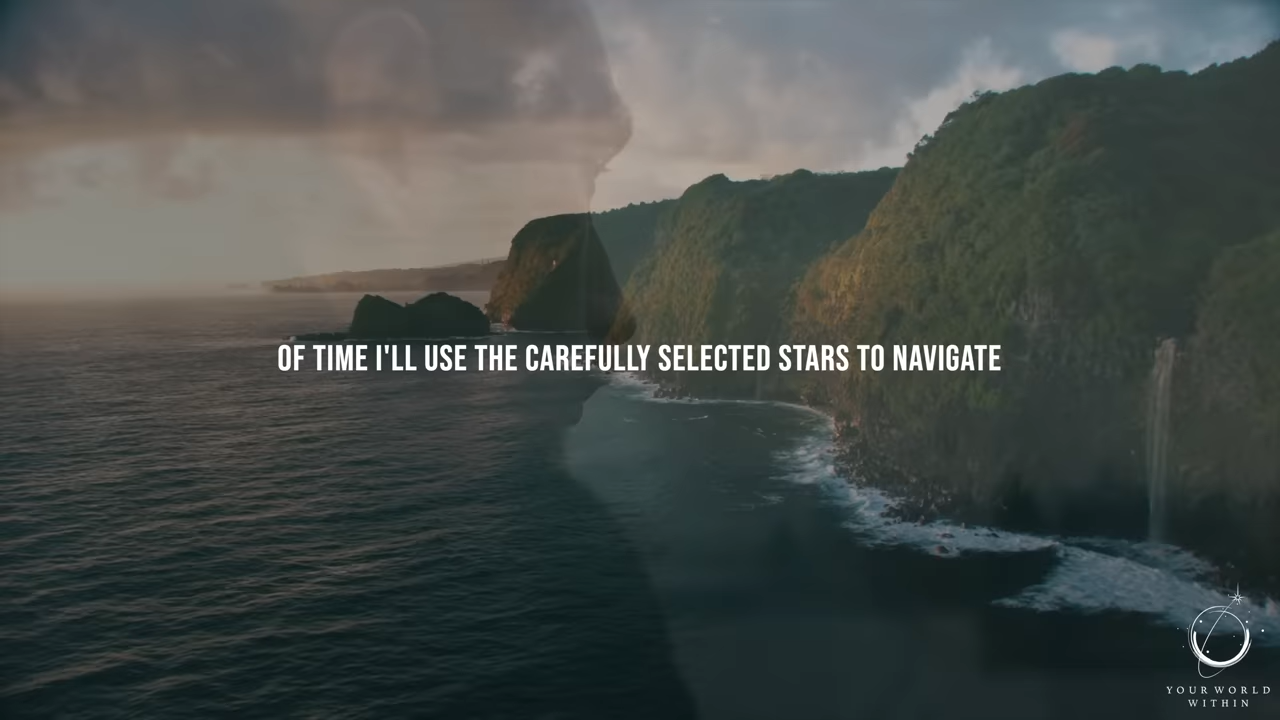 OF TIME I'LL USE THE CAREFULLY SELECTED STARS TO NAVIGATE
YOUR WORLD
WITHIN